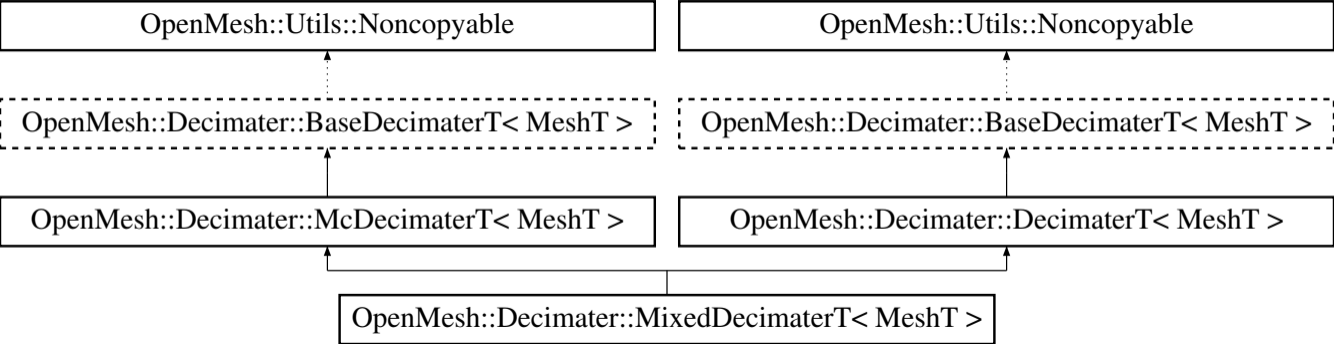 OpenMesh::Utils::Noncopyable
OpenMesh::Utils::Noncopyable
OpenMesh::Decimater::BaseDecimaterT< MeshT >
OpenMesh::Decimater::BaseDecimaterT< MeshT >
OpenMesh::Decimater::McDecimaterT< MeshT >
OpenMesh::Decimater::DecimaterT< MeshT >
OpenMesh::Decimater::MixedDecimaterT< MeshT >